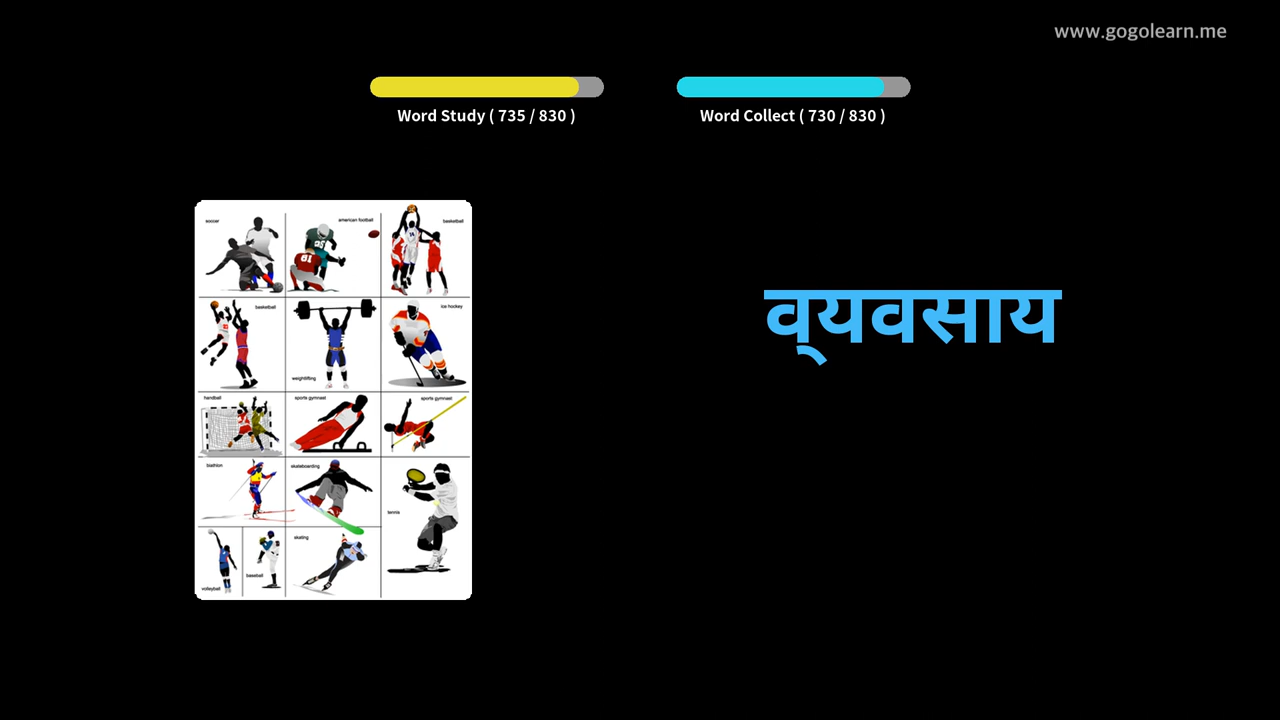 www.gogolearn.me
Word Study ( 735 / 830 )
Word Collect ( 730 / 830 )
soccer
american football
basketball
basketball
weightlifting
ice hockey
handball
sports gymnast
sports gymnast
biathlon
skateboarding
tennis
volleyball
baseball
skating
व्‌यवसाय